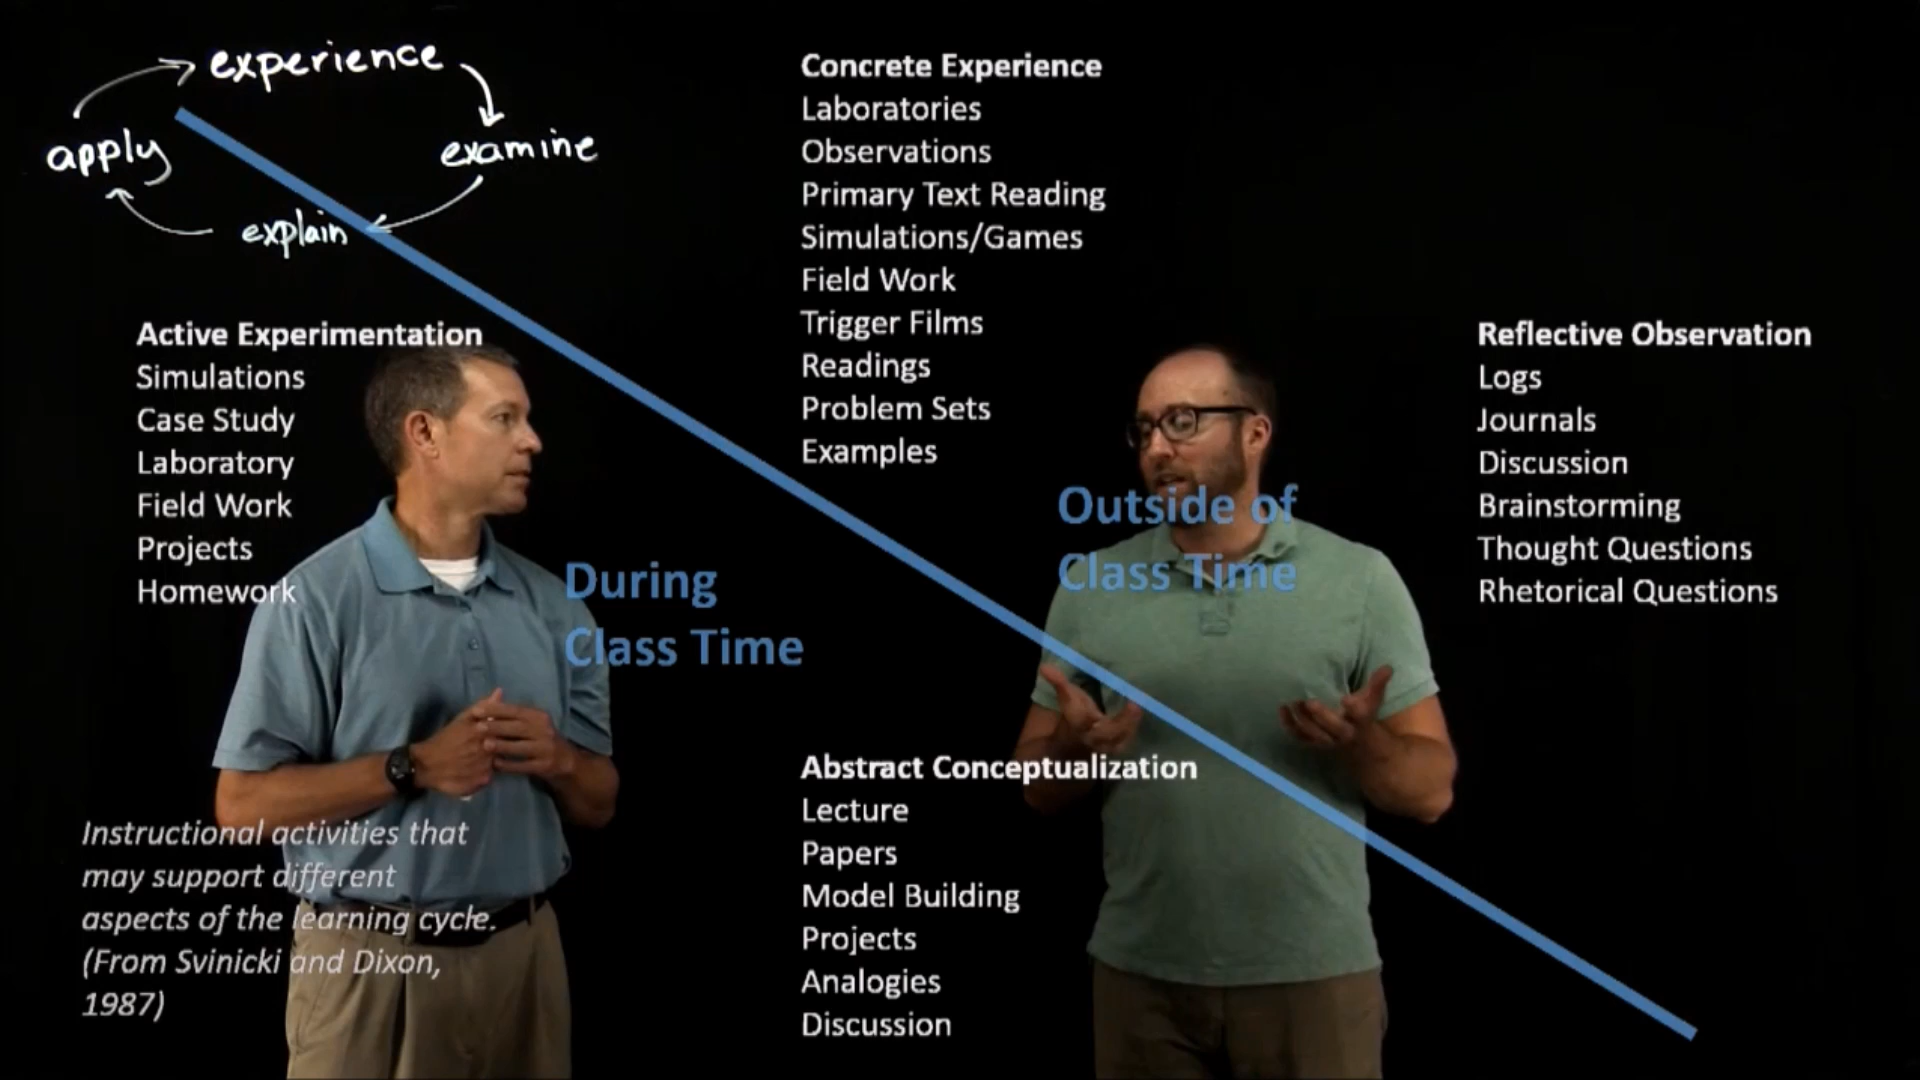 experience
examine
explain
apply
Concrete Experience
Laboratories
Observations
Primary Text Reading
Simulations/Games
Field Work
Trigger Films
Readings
Problem Sets
Examples
Active Experimentation
Simulations
Case Study
Laboratory
Field Work
Projects
Homework
Reflective Observation
Logs
Journals
Discussion
Brainstorming
Thought Questions
Rhetorical Questions
During
Class Time
Outside of
Class Time
Abstract Conceptualization
Lecture
Papers
Model Building
Projects
Analogies
Discussion
Instructional activities that
may support different
aspects of the learning cycle.
(From Svinicki and Dixon,
1987)